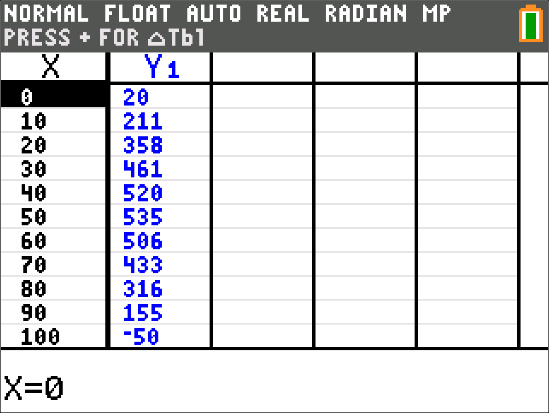 NORMAL FLOAT AUTO REAL RADIAN MP
PRESS + FOR △Tbl
X Y1
0 20
10 211
20 358
30 461
40 520
50 535
60 506
70 433
80 316
90 155
100 -50
X=0